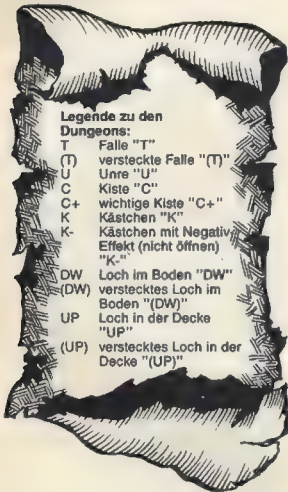 Legende zu den
Dungeons:
T Falle "T"
(T) versteckte Falle "(T)"
U Unre "U"
C Kiste "C"
C+ wichtige Kiste "C+"
K Kästchen "K"
K- Kästchen mit Negativ
Effekt (nicht öffnen)
"K-"
DW Loch im Boden "DW"
(DW) verstecktes Loch im
Boden "(DW)"
UP Loch in der Decke
"UP"
(UP) verstecktes Loch in der
Decke "(UP)"